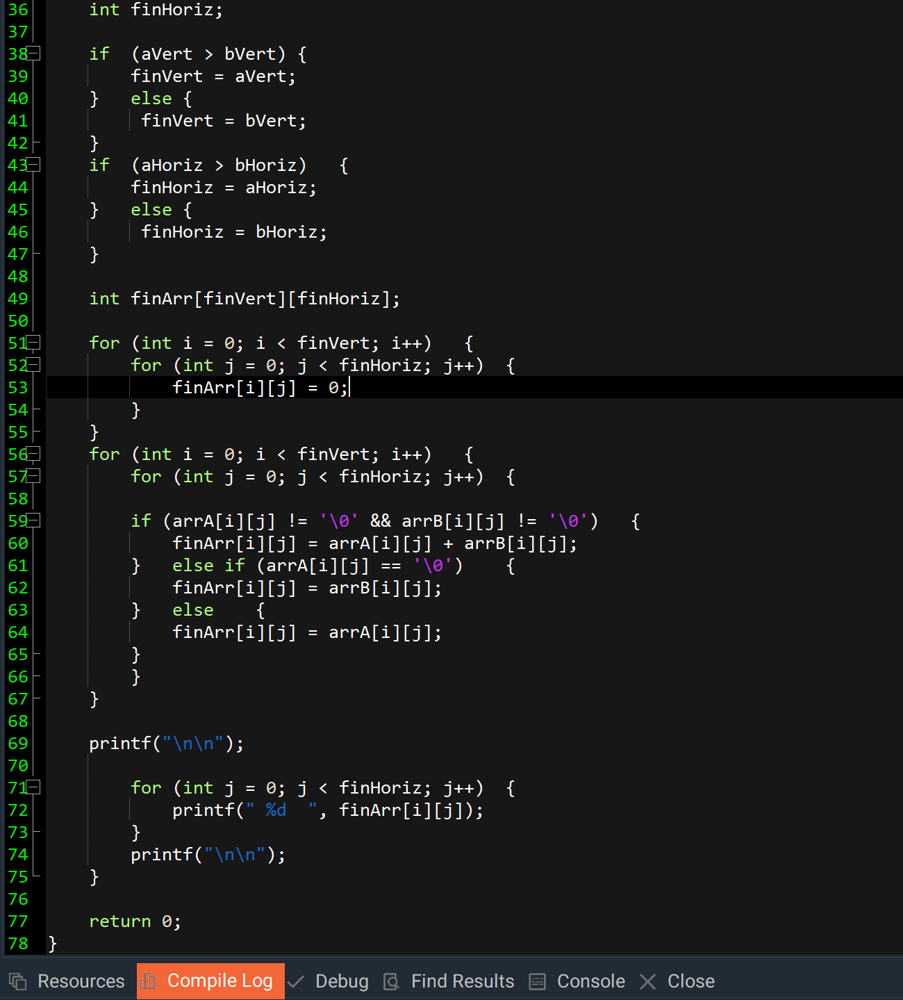 36 int finHoriz;
37
38 if (aVert > bVert) {
39 finVert = aVert;
40 } else {
41 finVert = bVert;
42 }
43 if (aHoriz > bHoriz) {
44 finHoriz = aHoriz;
45 } else {
46 finHoriz = bHoriz;
47 }
48
49 int finArr[finVert][finHoriz];
50
51 for (int i = 0; i < finVert; i++) {
52 for (int j = 0; j < finHoriz; j++) {
53 finArr[i][j] = 0;
54 }
55 }
56 for (int i = 0; i < finVert; i++) {
57 for (int j = 0; j < finHoriz; j++) {
58
59 if (arrA[i][j] != '\0' && arrB[i][j] != '\0') {
60 finArr[i][j] = arrA[i][j] + arrB[i][j];
61 } else if (arrA[i][j] == '\0') {
62 finArr[i][j] = arrB[i][j];
63 } else {
64 finArr[i][j] = arrA[i][j];
65 }
66 }
67 }
68
69 printf("\n\n");
70
71 for (int j = 0; j < finHoriz; j++) {
72 printf(" %d  ", finArr[i][j]);
73 }
74 printf("\n\n");
75 }
76
77 return 0;
78 }
Resources Compile Log Debug Find Results Console Close